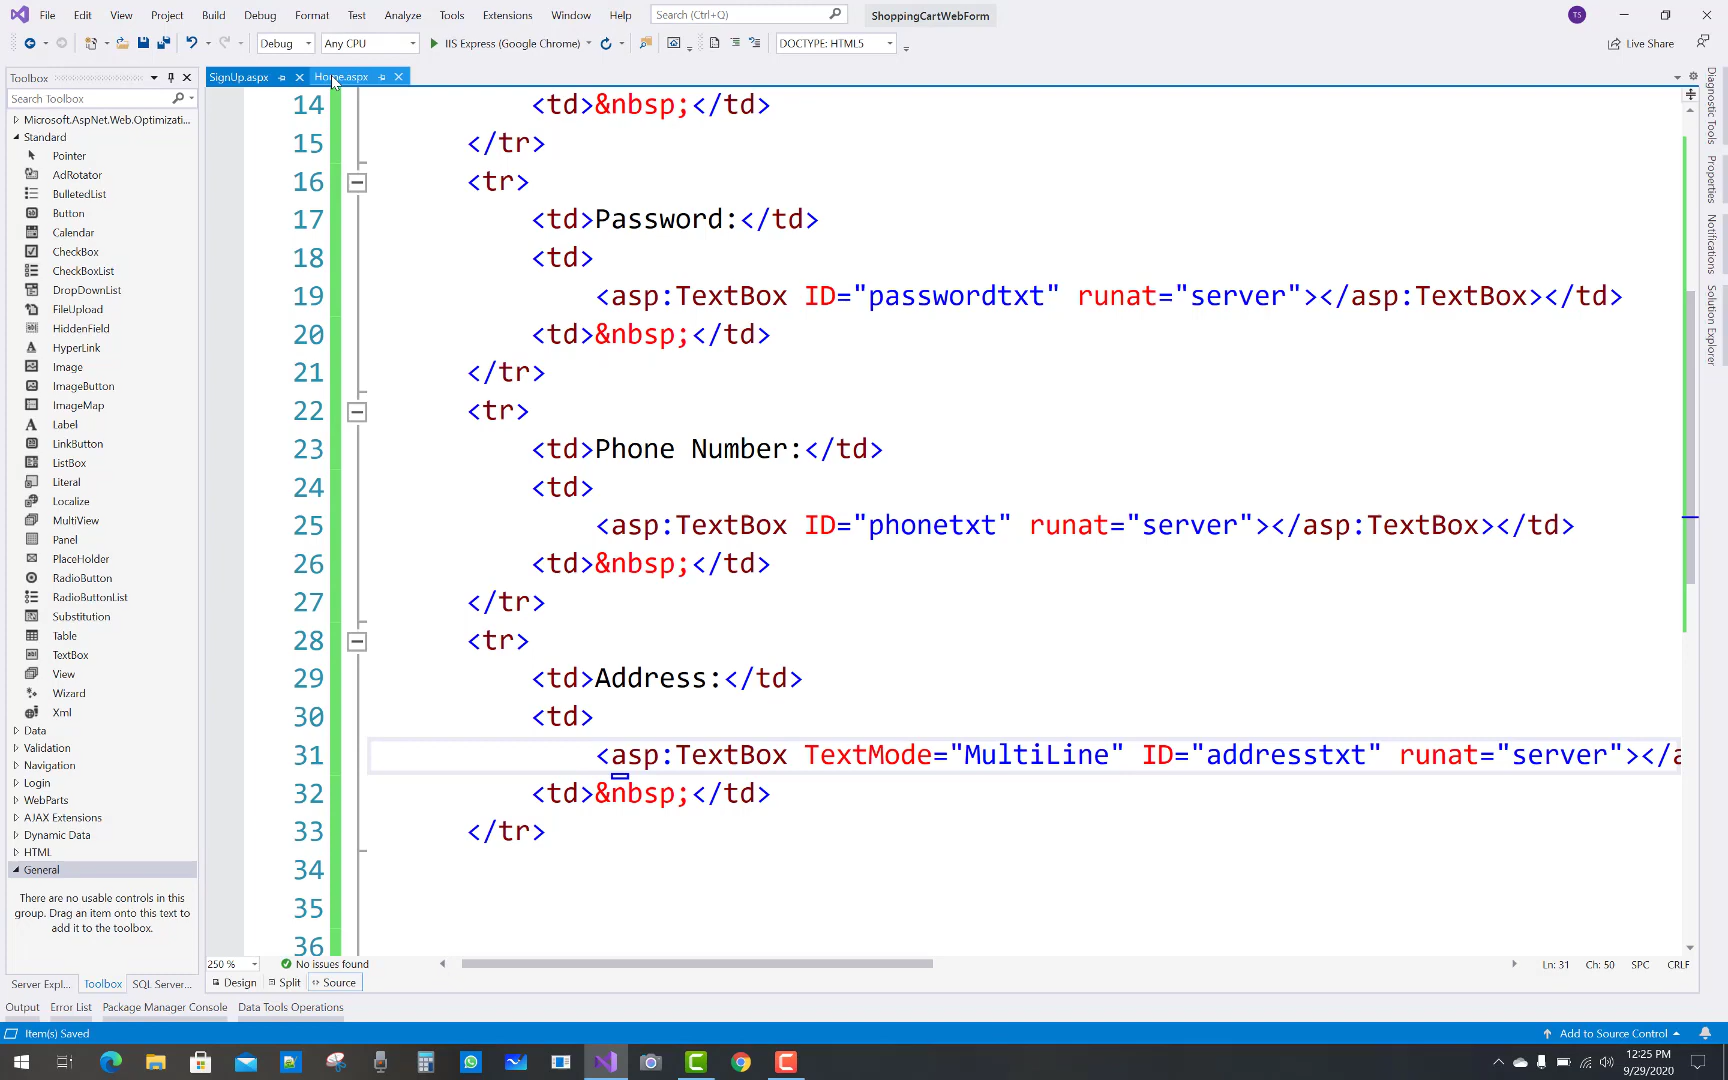 File Edit View Project Build Debug Format Test Analyze Tools Extensions Window Help Search (Ctrl+Q) ShoppingCartWebForm TS
Debug Any CPU IIS Express (Google Chrome) DOCTYPE: HTML5 Live Share
Toolbox
SignUp.aspx Home.aspx
Search Toolbox
Microsoft.AspNet.Web.Optimizati...
Standard
Pointer
AdRotator
BulletedList
Button
Calendar
CheckBox
CheckBoxList
DropDownList
FileUpload
HiddenField
HyperLink
Image
ImageButton
ImageMap
Label
LinkButton
ListBox
Literal
Localize
MultiView
Panel
PlaceHolder
RadioButton
RadioButtonList
Substitution
Table
TextBox
View
Wizard
Xml
Data
Validation
Navigation
Login
WebParts
AJAX Extensions
Dynamic Data
HTML
General
There are no usable controls in this
group. Drag an item onto this text to
add it to the toolbox.
Server Expl... Toolbox SQL Server...
14 <td>&nbsp;</td>
15 </tr>
16 <tr>
17 <td>Password:</td>
18 <td>
19 <asp:TextBox ID="passwordtxt" runat="server"></asp:TextBox></td>
20 <td>&nbsp;</td>
21 </tr>
22 <tr>
23 <td>Phone Number:</td>
24 <td>
25 <asp:TextBox ID="phonetxt" runat="server"></asp:TextBox></td>
26 <td>&nbsp;</td>
27 </tr>
28 <tr>
29 <td>Address:</td>
30 <td>
31 <asp:TextBox TextMode="MultiLine" ID="addresstxt" runat="server"></a
32 <td>&nbsp;</td>
33 </tr>
34
35
36
250 % No issues found Ln: 31 Ch: 50 SPC CRLF
Design Split Source
Diagnostic Tools
Properties
Notifications
Solution Explorer
Output Error List Package Manager Console Data Tools Operations
Item(s) Saved Add to Source Control
12:25 PM
9/29/2020